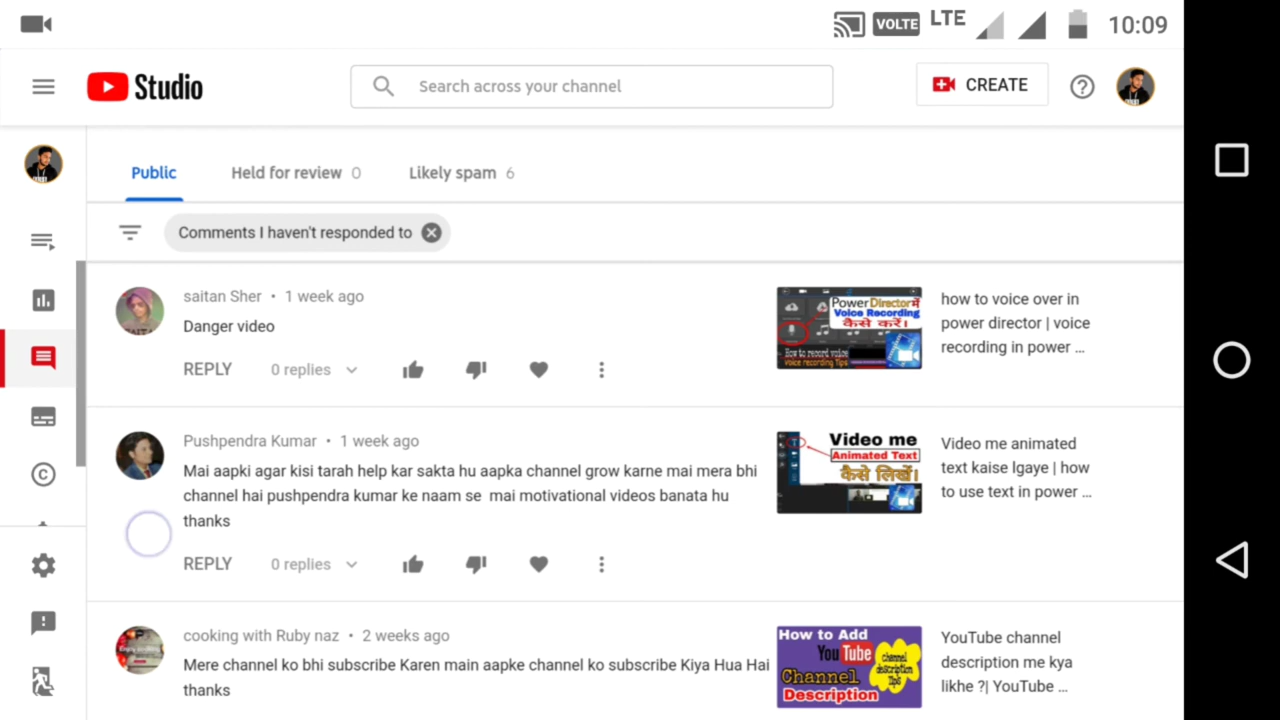 VOLTE LTE 10:09
Studio
Search across your channel
CREATE
Public
Held for review 0
Likely spam 6
Comments I haven't responded to
saitan Sher • 1 week ago
Danger video
REPLY
0 replies
PowerDirectorमें
Voice Recording
कैसे करें।
How to record voice
Voice recording Tips
how to voice over in
power director | voice
recording in power ...
Pushpendra Kumar • 1 week ago
Mai aapki agar kisi tarah help kar sakta hu aapka channel grow karne mai mera bhi
channel hai pushpendra kumar ke naam se mai motivational videos banata hu
thanks
REPLY
0 replies
Video me
Animated Text
कैसे लिखें।
Video me animated
text kaise lgaye | how
to use text in power ...
cooking with Ruby naz • 2 weeks ago
Mere channel ko bhi subscribe Karen main aapke channel ko subscribe Kiya Hua Hai
thanks
How to Add
YouTube
Channel
Description
channel
description
Tips
YouTube channel
description me kya
likhe ?| YouTube ...